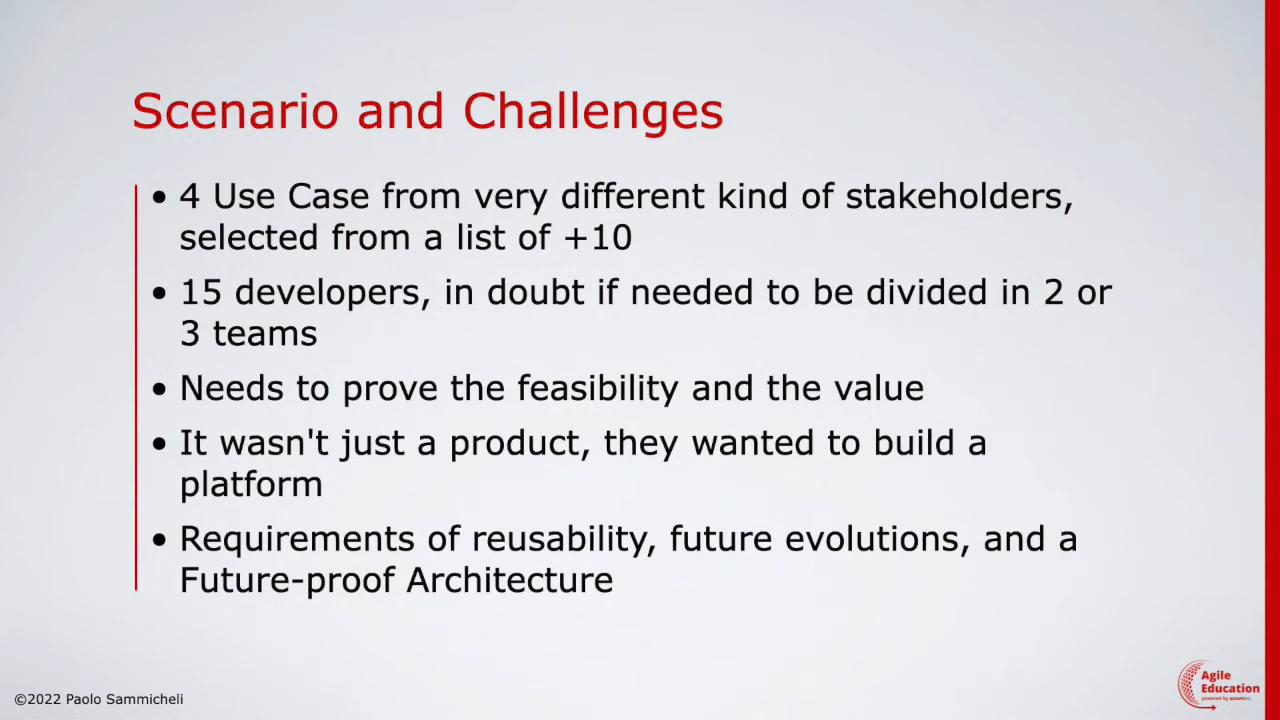 Scenario and Challenges
• 4 Use Case from very different kind of stakeholders,
selected from a list of +10
• 15 developers, in doubt if needed to be divided in 2 or
3 teams
• Needs to prove the feasibility and the value
• It wasn't just a product, they wanted to build a
platform
• Requirements of reusability, future evolutions, and a
Future-proof Architecture
©2022 Paolo Sammicheli
Agile
Education
powered by scruminc.